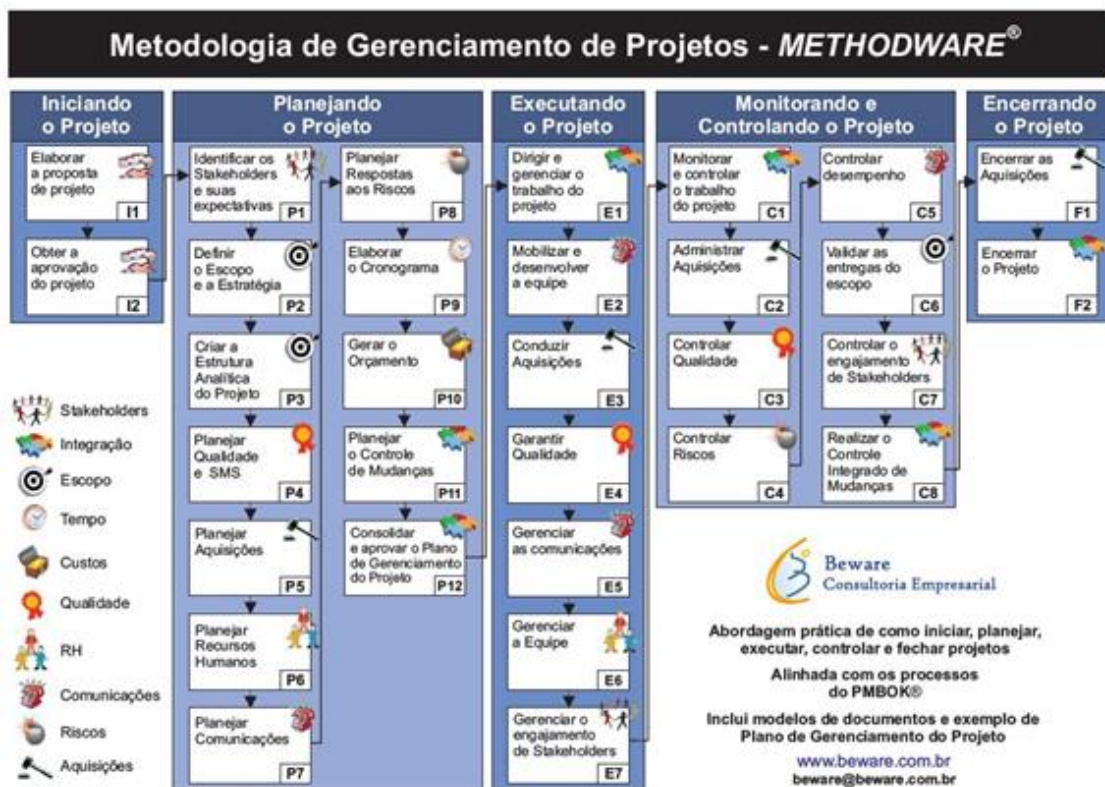 Metodologia de Gerenciamento de Projetos - METHODWARE®
Iniciando
o Projeto
Elaborar
a proposta
de projeto
I1
Obter a
aprovação
do projeto
I2
Planejando
o Projeto
Identificar os
Stakeholders
e suas
expectativas
P1
Definir
o Escopo
e a Estratégia
P2
Criar a
Estrutura
Analítica
do Projeto
P3
Planejar
Qualidade
e SMS
P4
Planejar
Aquisições
P5
Planejar
Recursos
Humanos
P6
Planejar
Comunicações
P7
Planejar
Respostas
aos Riscos
P8
Elaborar
o Cronograma
P9
Gerar o
Orçamento
P10
Planejar
o Controle
de Mudanças
P11
Consolidar
e aprovar o Plano
de Gerenciamento
do Projeto
P12
Executando
o Projeto
Dirigir e
gerenciar o
trabalho do
projeto
E1
Mobilizar e
desenvolver
a equipe
E2
Conduzir
Aquisições
E3
Garantir
Qualidade
E4
Gerenciar
as comunicações
E5
Gerenciar
a Equipe
E6
Gerenciar o
engajamento
de Stakeholders
E7
Monitorando e
Controlando o Projeto
Monitorar
e controlar
o trabalho
do projeto
C1
Administrar
Aquisições
C2
Controlar
Qualidade
C3
Controlar
Riscos
C4
Controlar
desempenho
C5
Validar as
entregas do
escopo
C6
Controlar o
engajamento
de Stakeholders
C7
Realizar o
Controle
Integrado de
Mudanças
C8
Encerrando
o Projeto
Encerrar as
Aquisições
F1
Encerrar
o Projeto
F2
Stakeholders
Integração
Escopo
Tempo
Custos
Qualidade
RH
Comunicações
Riscos
Aquisições
Beware
Consultoria Empresarial
Abordagem prática de como iniciar, planejar,
executar, controlar e fechar projetos
Alinhada com os processos
do PMBOK®
Inclui modelos de documentos e exemplo de
Plano de Gerenciamento do Projeto
www.beware.com.br
beware@beware.com.br